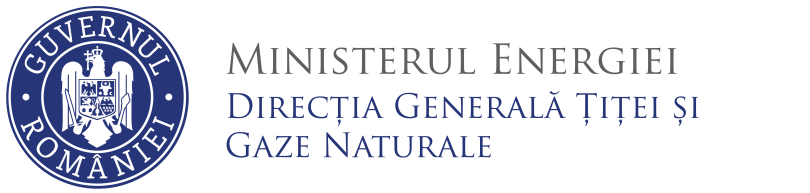 GUVERNUL
ROMÂNIEI
MINISTERUL ENERGIEI
DIRECȚIA GENERALĂ ȚIȚEI ȘI
GAZE NATURALE